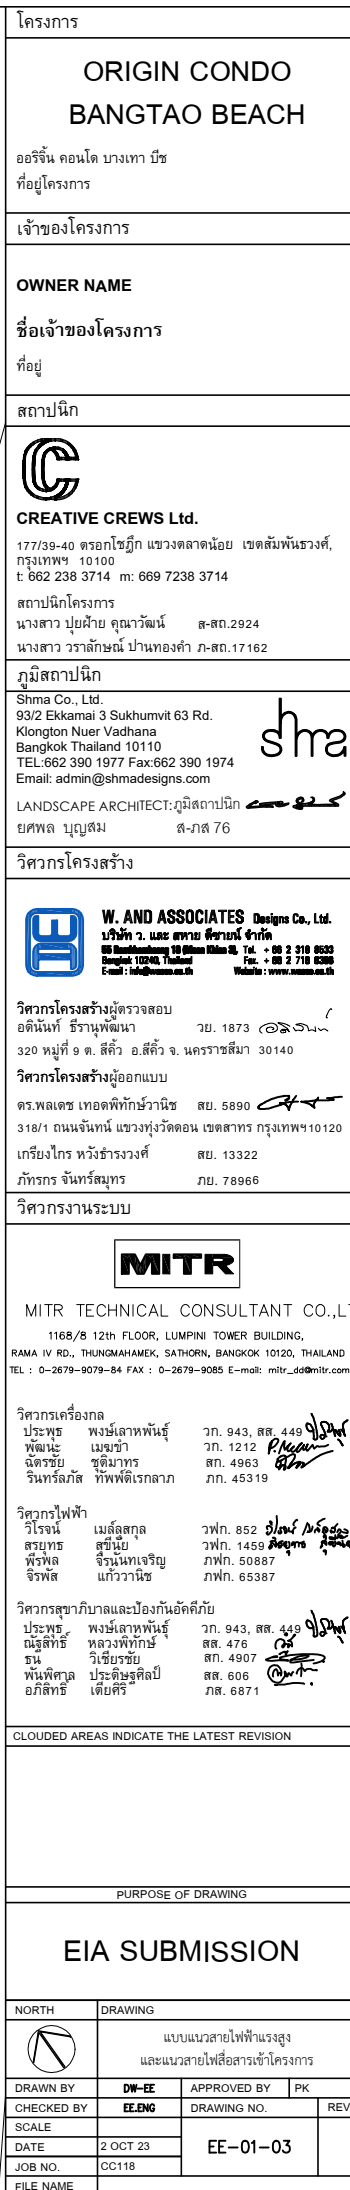 โครงการ
ORIGIN CONDO
BANGTAO BEACH
ออริจิ้น คอนโด บางเทา บีช
ที่อยู่โครงการ
เจ้าของโครงการ
OWNER NAME
ชื่อเจ้าของโครงการ
ที่อยู่
สถาปนิก
CREATIVE CREWS Ltd.
177/39-40 ตรอกโชฎึก แขวงตลาดน้อย เขตสัมพันธวงศ์,
กรุงเทพฯ 10100
t: 662 238 3714 m: 669 7238 3714
สถาปนิกโครงการ
นางสาว ปุยฝ้าย คุณาวัฒน์ ส-สถ.2924
นางสาว วราลักษณ์ ปานทองคำ ภ-สถ.17162
ภูมิสถาปนิก
Shma Co., Ltd.
93/2 Ekkamai 3 Sukhumvit 63 Rd.
Klongton Nuer Vadhana
Bangkok Thailand 10110
TEL:662 390 1977 Fax:662 390 1974
Email: admin@shmadesigns.com
shma
LANDSCAPE ARCHITECT:ภูมิสถาปนิก
ยศพล บุญสม ส-ภส 76
วิศวกรโครงสร้าง
W. AND ASSOCIATES Designs Co., Ltd.
บริษัท ว. และ สหาย ดีซายน์ จำกัด
55 Ramkhamhaeng 18 (Muang Khlon 3), Tel. + 66 2 319 8533
Bangkok 10240, Thailand Fax. + 66 2 718 8386
วิศวกรโครงสร้างผู้ตรวจสอบ
อดินันท์ ธีรานุพัฒนา วย. 1873
320 หมู่ที่ 9 ต. สีคิ้ว อ.สีคิ้ว จ. นครราชสีมา 30140
วิศวกรโครงสร้างผู้ออกแบบ
ดร.พลเดช เทอดพิทักษ์วานิช สย. 5890
318/1 ถนนจันทน์ แขวงทุ่งวัดดอน เขตสาทร กรุงเทพฯ10120
เกรียงไกร หวังธำรงวงศ์ สย. 13322
ภัทรกร จันทร์สมุทร ภย. 78966
วิศวกรงานระบบ
MITR
MITR TECHNICAL CONSULTANT CO.,LT
1168/8 12th FLOOR, LUMPINI TOWER BUILDING,
RAMA IV RD., THUNGMAHAMEK, SATHORN, BANGKOK 10120, THAILAND
TEL : 0-2679-9079-84 FAX : 0-2679-9085 E-mail: mitr_dd@mitr.com
วิศวกรเครื่องกล
ประพุธ พงษ์เลาหพันธุ์ วก. 943, สส. 449
พัฒนะ เมฆขำ วก. 1212
ฉัตรชัย ชุติมาทร สก. 4963
รินทร์ลภัส ทัพพ์ดิเรกลาภ ภก. 45319
วิศวกรไฟฟ้า
วิโรจน์ เมล์ลสกุล วฟก. 852
สรยุทธ สุขีนัย วฟก. 1459
พีรพล จิรนันทเจริญ ภฟก. 50887
จิรพัส แก้ววานิช ภฟก. 65387
วิศวกรสุขาภิบาลและป้องกันอัคคีภัย
ประพุธ พงษ์เลาหพันธุ์ วก. 943, สส. 449
ณัฐสิทธิ์ หลวงพิทักษ์ สส. 476
ธน วิเชียรชัย สก. 4907
พันพิศาล ประดิษฐศิลป์ สส. 606
อภิสิทธิ์ เตียศิริ ภส. 6871
CLOUDED AREAS INDICATE THE LATEST REVISION
PURPOSE OF DRAWING
EIA SUBMISSION
NORTH DRAWING
แบบแนวสายไฟฟ้าแรงสูง
และแนวสายไฟสื่อสารเข้าโครงการ
DRAWN BY DW-EE APPROVED BY PK
CHECKED BY EE.ENG DRAWING NO. REV
SCALE
DATE 2 OCT 23 EE-01-03
JOB NO. CC118
FILE NAME